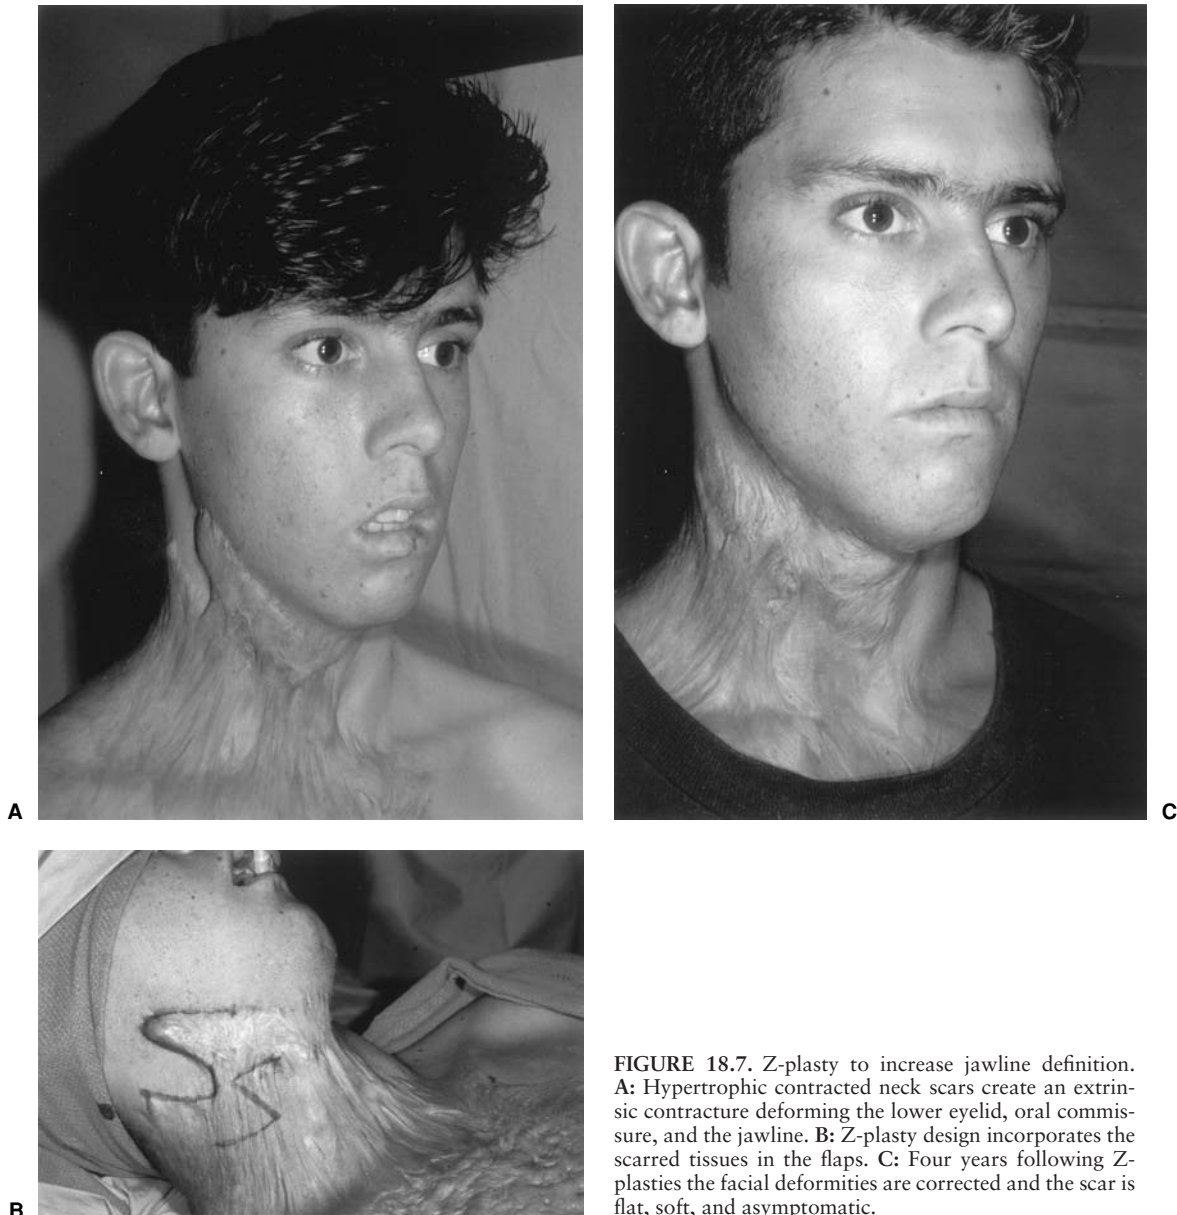 A
C
B
FIGURE 18.7. Z-plasty to increase jawline definition.
A: Hypertrophic contracted neck scars create an extrin-
sic contracture deforming the lower eyelid, oral commis-
sure, and the jawline. B: Z-plasty design incorporates the
scarred tissues in the flaps. C: Four years following Z-
plasties the facial deformities are corrected and the scar is
flat, soft, and asymptomatic.